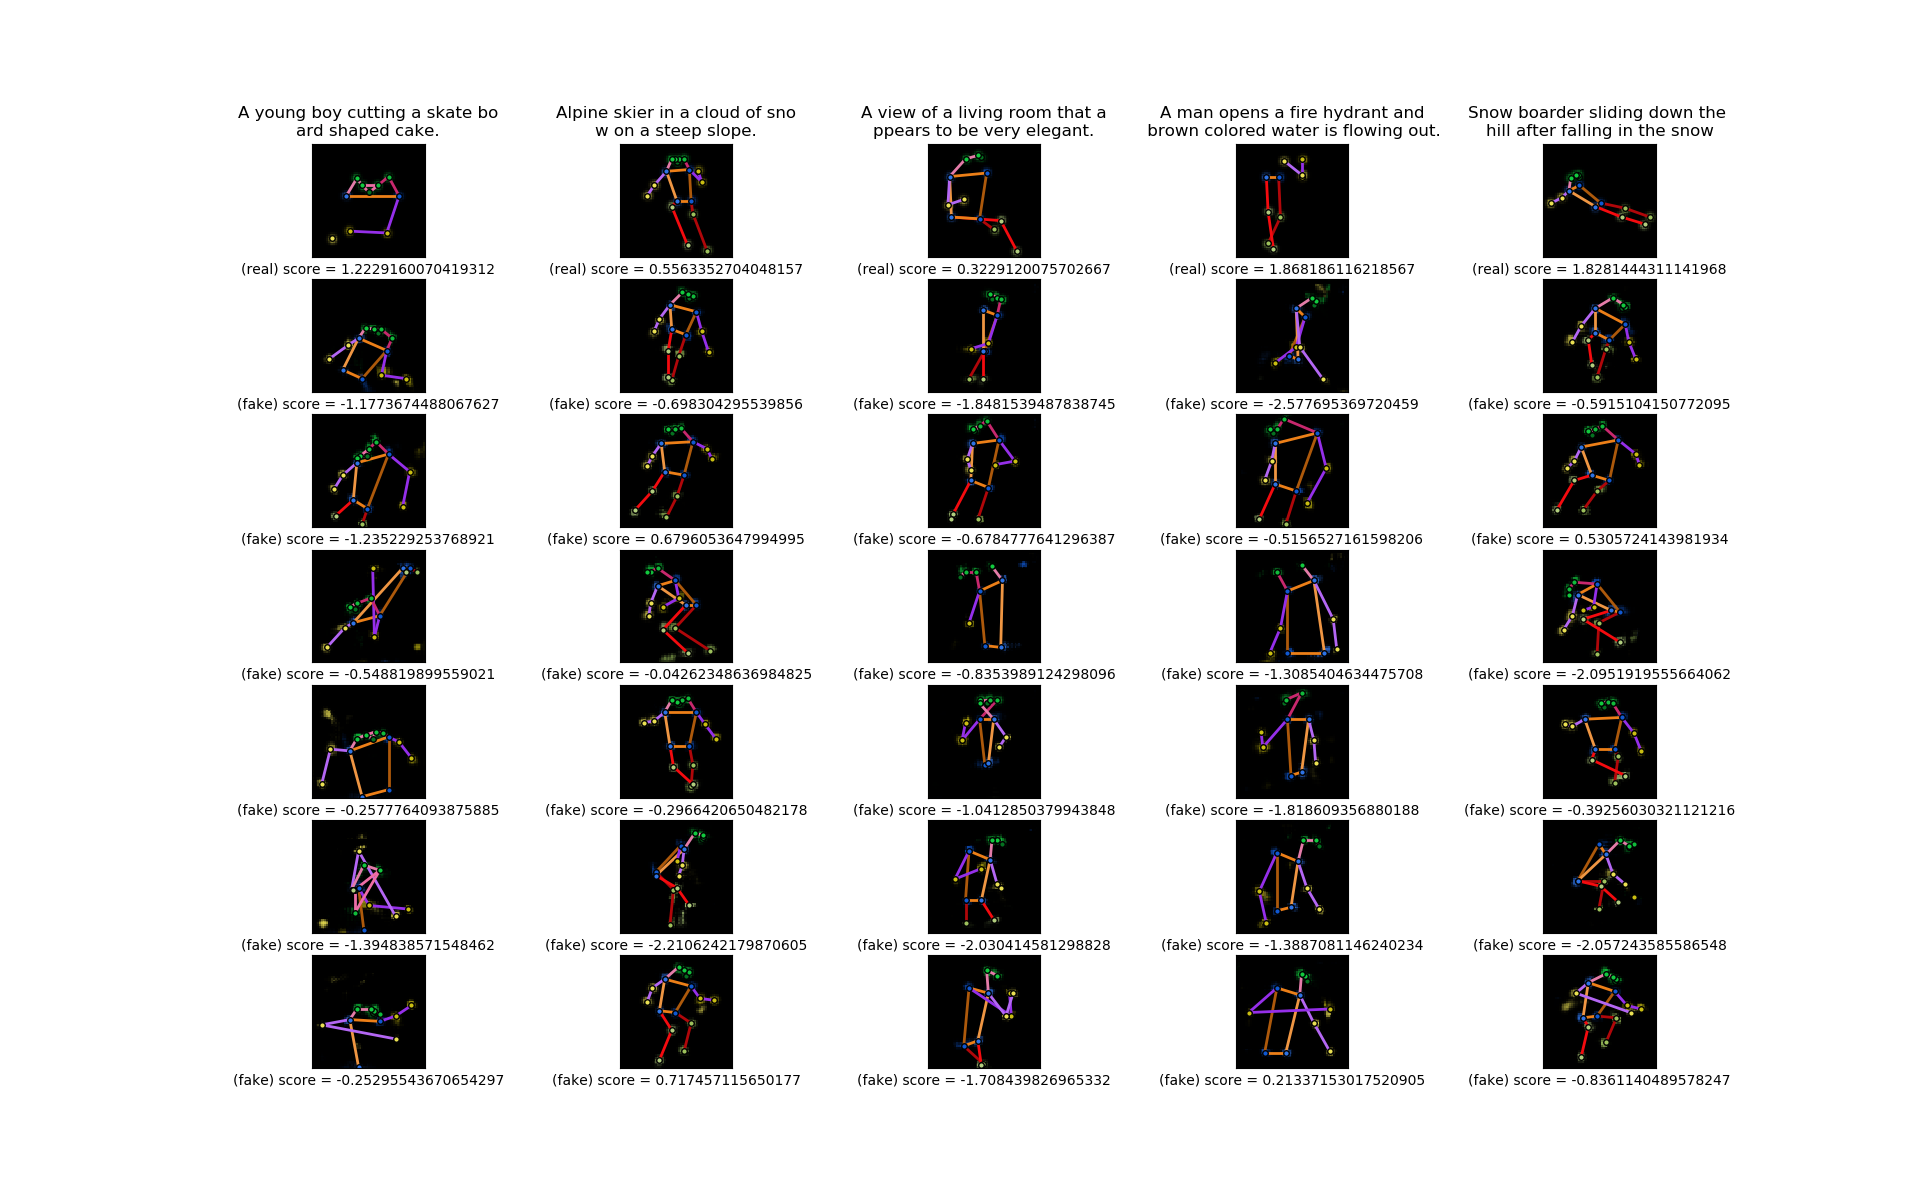 A young boy cutting a skate bo
ard shaped cake.
Alpine skier in a cloud of sno
w on a steep slope.
A view of a living room that a
ppears to be very elegant.
A man opens a fire hydrant and
brown colored water is flowing out.
Snow boarder sliding down the
hill after falling in the snow
(real) score = 1.2229160070419312
(real) score = 0.5563352704048157
(real) score = 0.3229120075702667
(real) score = 1.868186116218567
(real) score = 1.8281444311141968
(fake) score = -1.1773674488067627
(fake) score = -0.698304295539856
(fake) score = -1.8481539487838745
(fake) score = -2.577695369720459
(fake) score = -0.5915104150772095
(fake) score = -1.235229253768921
(fake) score = 0.6796053647994995
(fake) score = -0.6784777641296387
(fake) score = -0.5156527161598206
(fake) score = 0.5305724143981934
(fake) score = -0.548819899559021
(fake) score = -0.04262348636984825
(fake) score = -0.8353989124298096
(fake) score = -1.3085404634475708
(fake) score = -2.0951919555664062
(fake) score = -0.2577764093875885
(fake) score = -0.2966420650482178
(fake) score = -1.0412850379943848
(fake) score = -1.818609356880188
(fake) score = -0.39256030321121216
(fake) score = -1.394838571548462
(fake) score = -2.2106242179870605
(fake) score = -2.030414581298828
(fake) score = -1.3887081146240234
(fake) score = -2.057243585586548
(fake) score = -0.25295543670654297
(fake) score = 0.717457115650177
(fake) score = -1.708439826965332
(fake) score = 0.21337153017520905
(fake) score = -0.8361140489578247